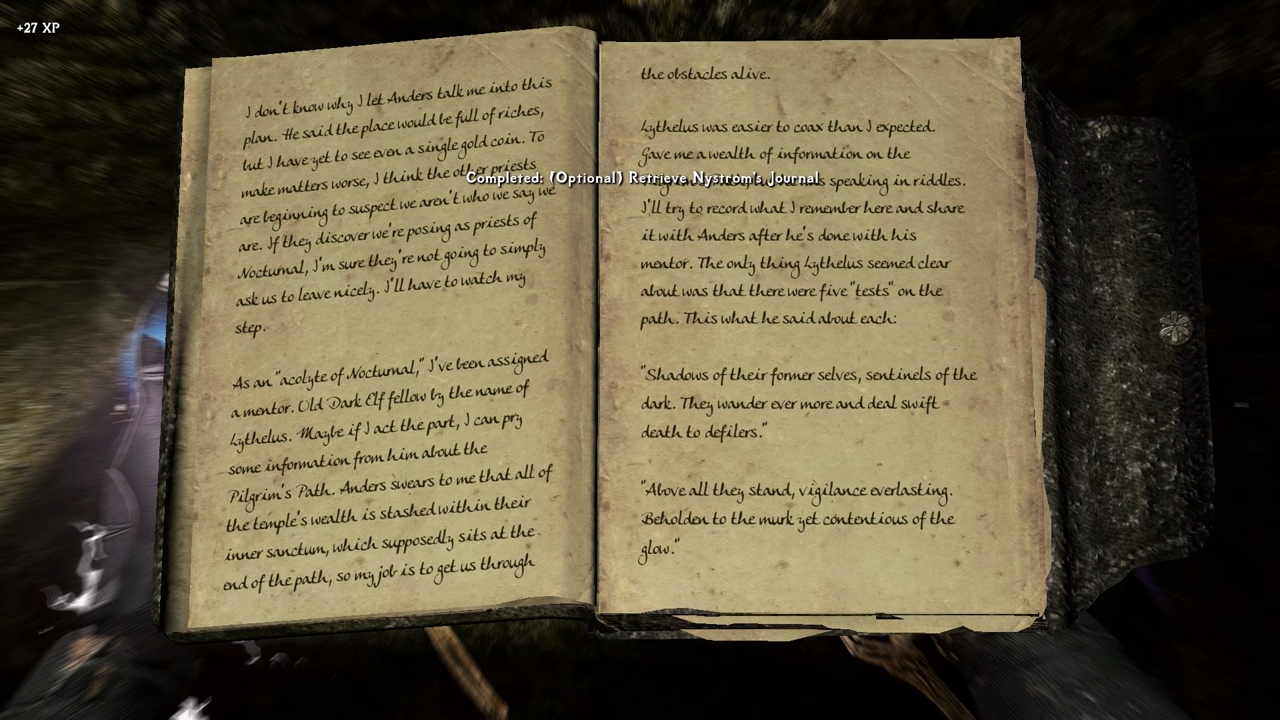 +27 XP
I don't know why I let Anders talk me into this
plan. He said the place would be full of riches,
but I have yet to see even a single gold coin. To
make matters worse, I think the other priests
are beginning to suspect we aren't who we say we
are. If they discover we're posing as priests of
Nocturnal, I'm sure they're not going to simply
ask us to leave nicely. I'll have to watch my
step.
As an "acolyte of Nocturnal," I've been assigned
a mentor. Old Dark Elf fellow by the name of
Lythelus. Maybe if I act the part, I can pry
some information from him about the
Pilgrim's Path. Anders swears to me that all of
the temple's wealth is stashed within their
inner sanctum, which supposedly sits at the
end of the path, so my job is to get us through
Completed: (Optional) Retrieve Nystrom's Journal
the obstacles alive.
Lythelus was easier to coax than I expected.
Gave me a wealth of information on the
speaking in riddles.
I'll try to record what I remember here and share
it with Anders after he's done with his
mentor. The only thing Lythelus seemed clear
about was that there were five "tests" on the
path. This what he said about each:
"Shadows of their former selves, sentinels of the
dark. They wander ever more and deal swift
death to defilers."
"Above all they stand, vigilance everlasting.
Beholden to the murk yet contentious of the
glow."